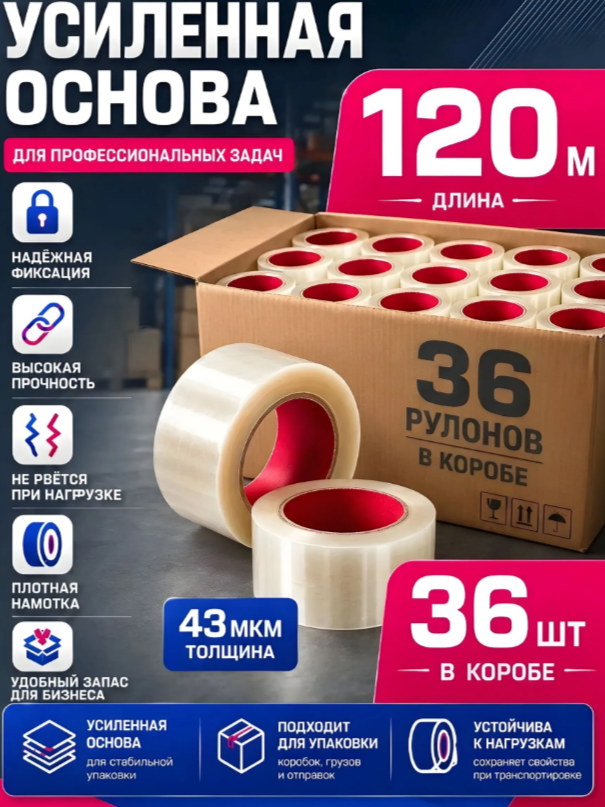 УСИЛЕННАЯ
ОСНОВА
ДЛЯ ПРОФЕССИОНАЛЬНЫХ ЗАДАЧ
120 м
ДЛИНА
НАДЁЖНАЯ
ФИКСАЦИЯ
ВЫСОКАЯ
ПРОЧНОСТЬ
НЕ РВЁТСЯ
ПРИ НАГРУЗКЕ
ПЛОТНАЯ
НАМОТКА
УДОБНЫЙ ЗАПАС
ДЛЯ БИЗНЕСА
36
РУЛОНОВ
В КОРОБЕ
43 МКМ
ТОЛЩИНА
36 ШТ
В КОРОБЕ
УСИЛЕННАЯ
ОСНОВА
для стабильной
упаковки
ПОДХОДИТ
ДЛЯ УПАКОВКИ
коробок, грузов
и отправок
УСТОЙЧИВА
К НАГРУЗКАМ
сохраняет свойства
при транспортировке